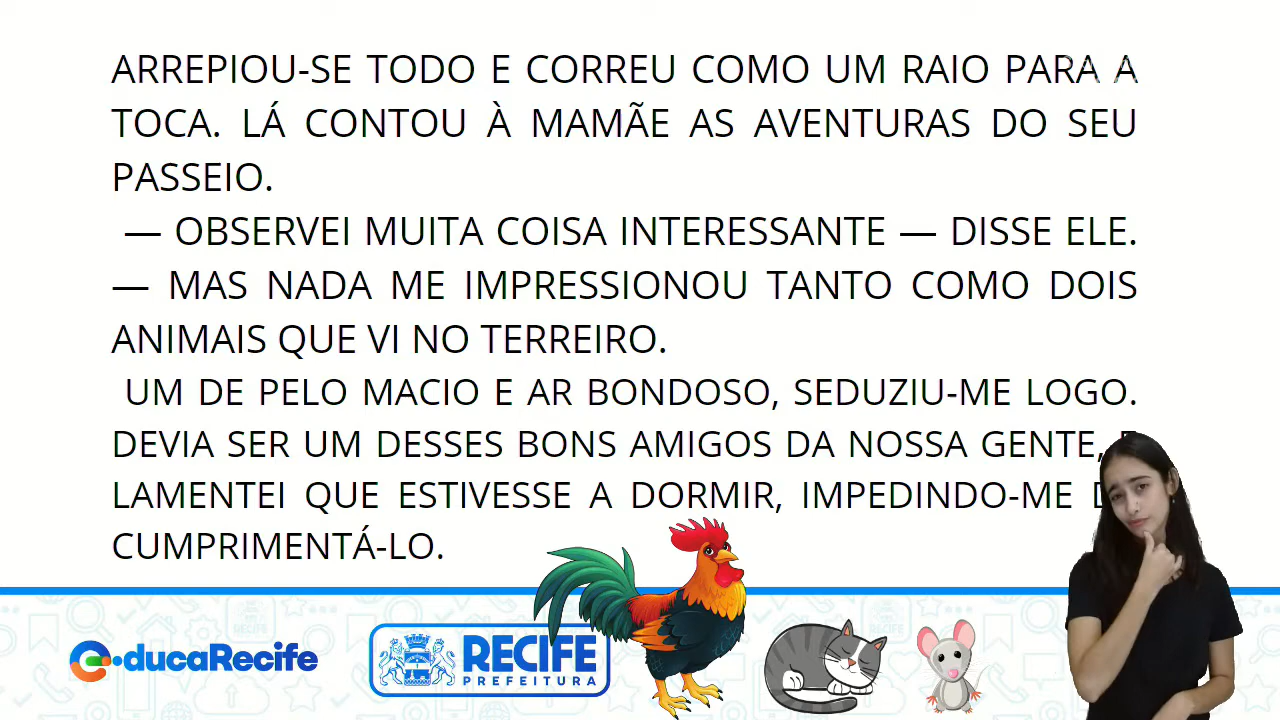 ARREPIOU-SE TODO E CORREU COMO UM RAIO PARA A
TOCA. LÁ CONTOU À MAMÃE AS AVENTURAS DO SEU
PASSEIO.
— OBSERVEI MUITA COISA INTERESSANTE — DISSE ELE.
— MAS NADA ME IMPRESSIONOU TANTO COMO DOIS
ANIMAIS QUE VI NO TERREIRO.
UM DE PELO MACIO E AR BONDOSO, SEDUZIU-ME LOGO.
DEVIA SER UM DESSES BONS AMIGOS DA NOSSA GENTE,
LAMENTEI QUE ESTIVESSE A DORMIR, IMPEDINDO-ME
CUMPRIMENTÁ-LO.
educaRecife
RECIFE
PREFEITURA